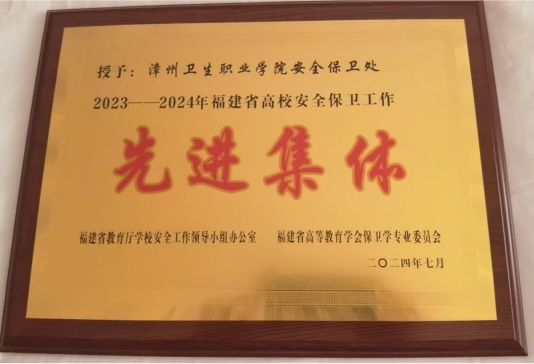 授予：漳州卫生职业学院安全保卫处
2023——2024年福建省高校安全保卫工作
先进集体
福建省教育厅学校安全工作领导小组办公室 福建省高等教育学会保卫学专业委员会
二〇二四年七月